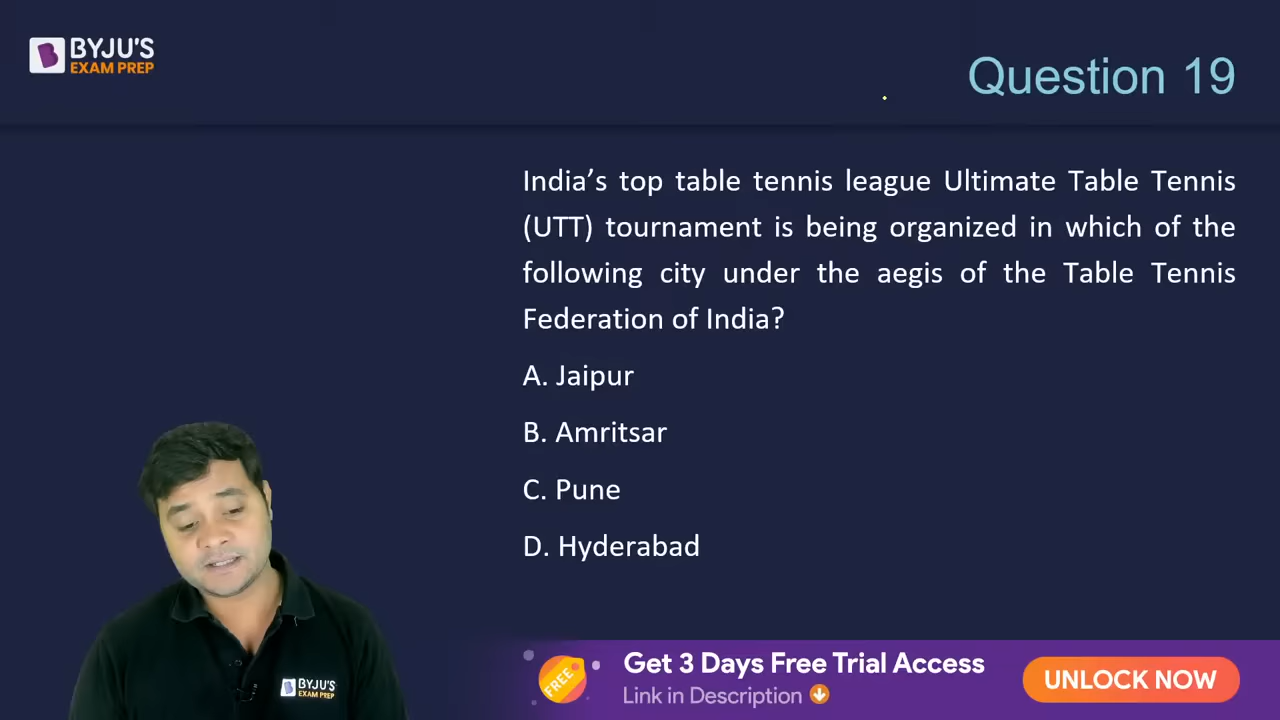 BYJU'S
EXAM PREP
Question 19
India’s top table tennis league Ultimate Table Tennis
(UTT) tournament is being organized in which of the
following city under the aegis of the Table Tennis
Federation of India?
A. Jaipur
B. Amritsar
C. Pune
D. Hyderabad
BYJU'S
EXAM PREP
FREE
Get 3 Days Free Trial Access
Link in Description
UNLOCK NOW